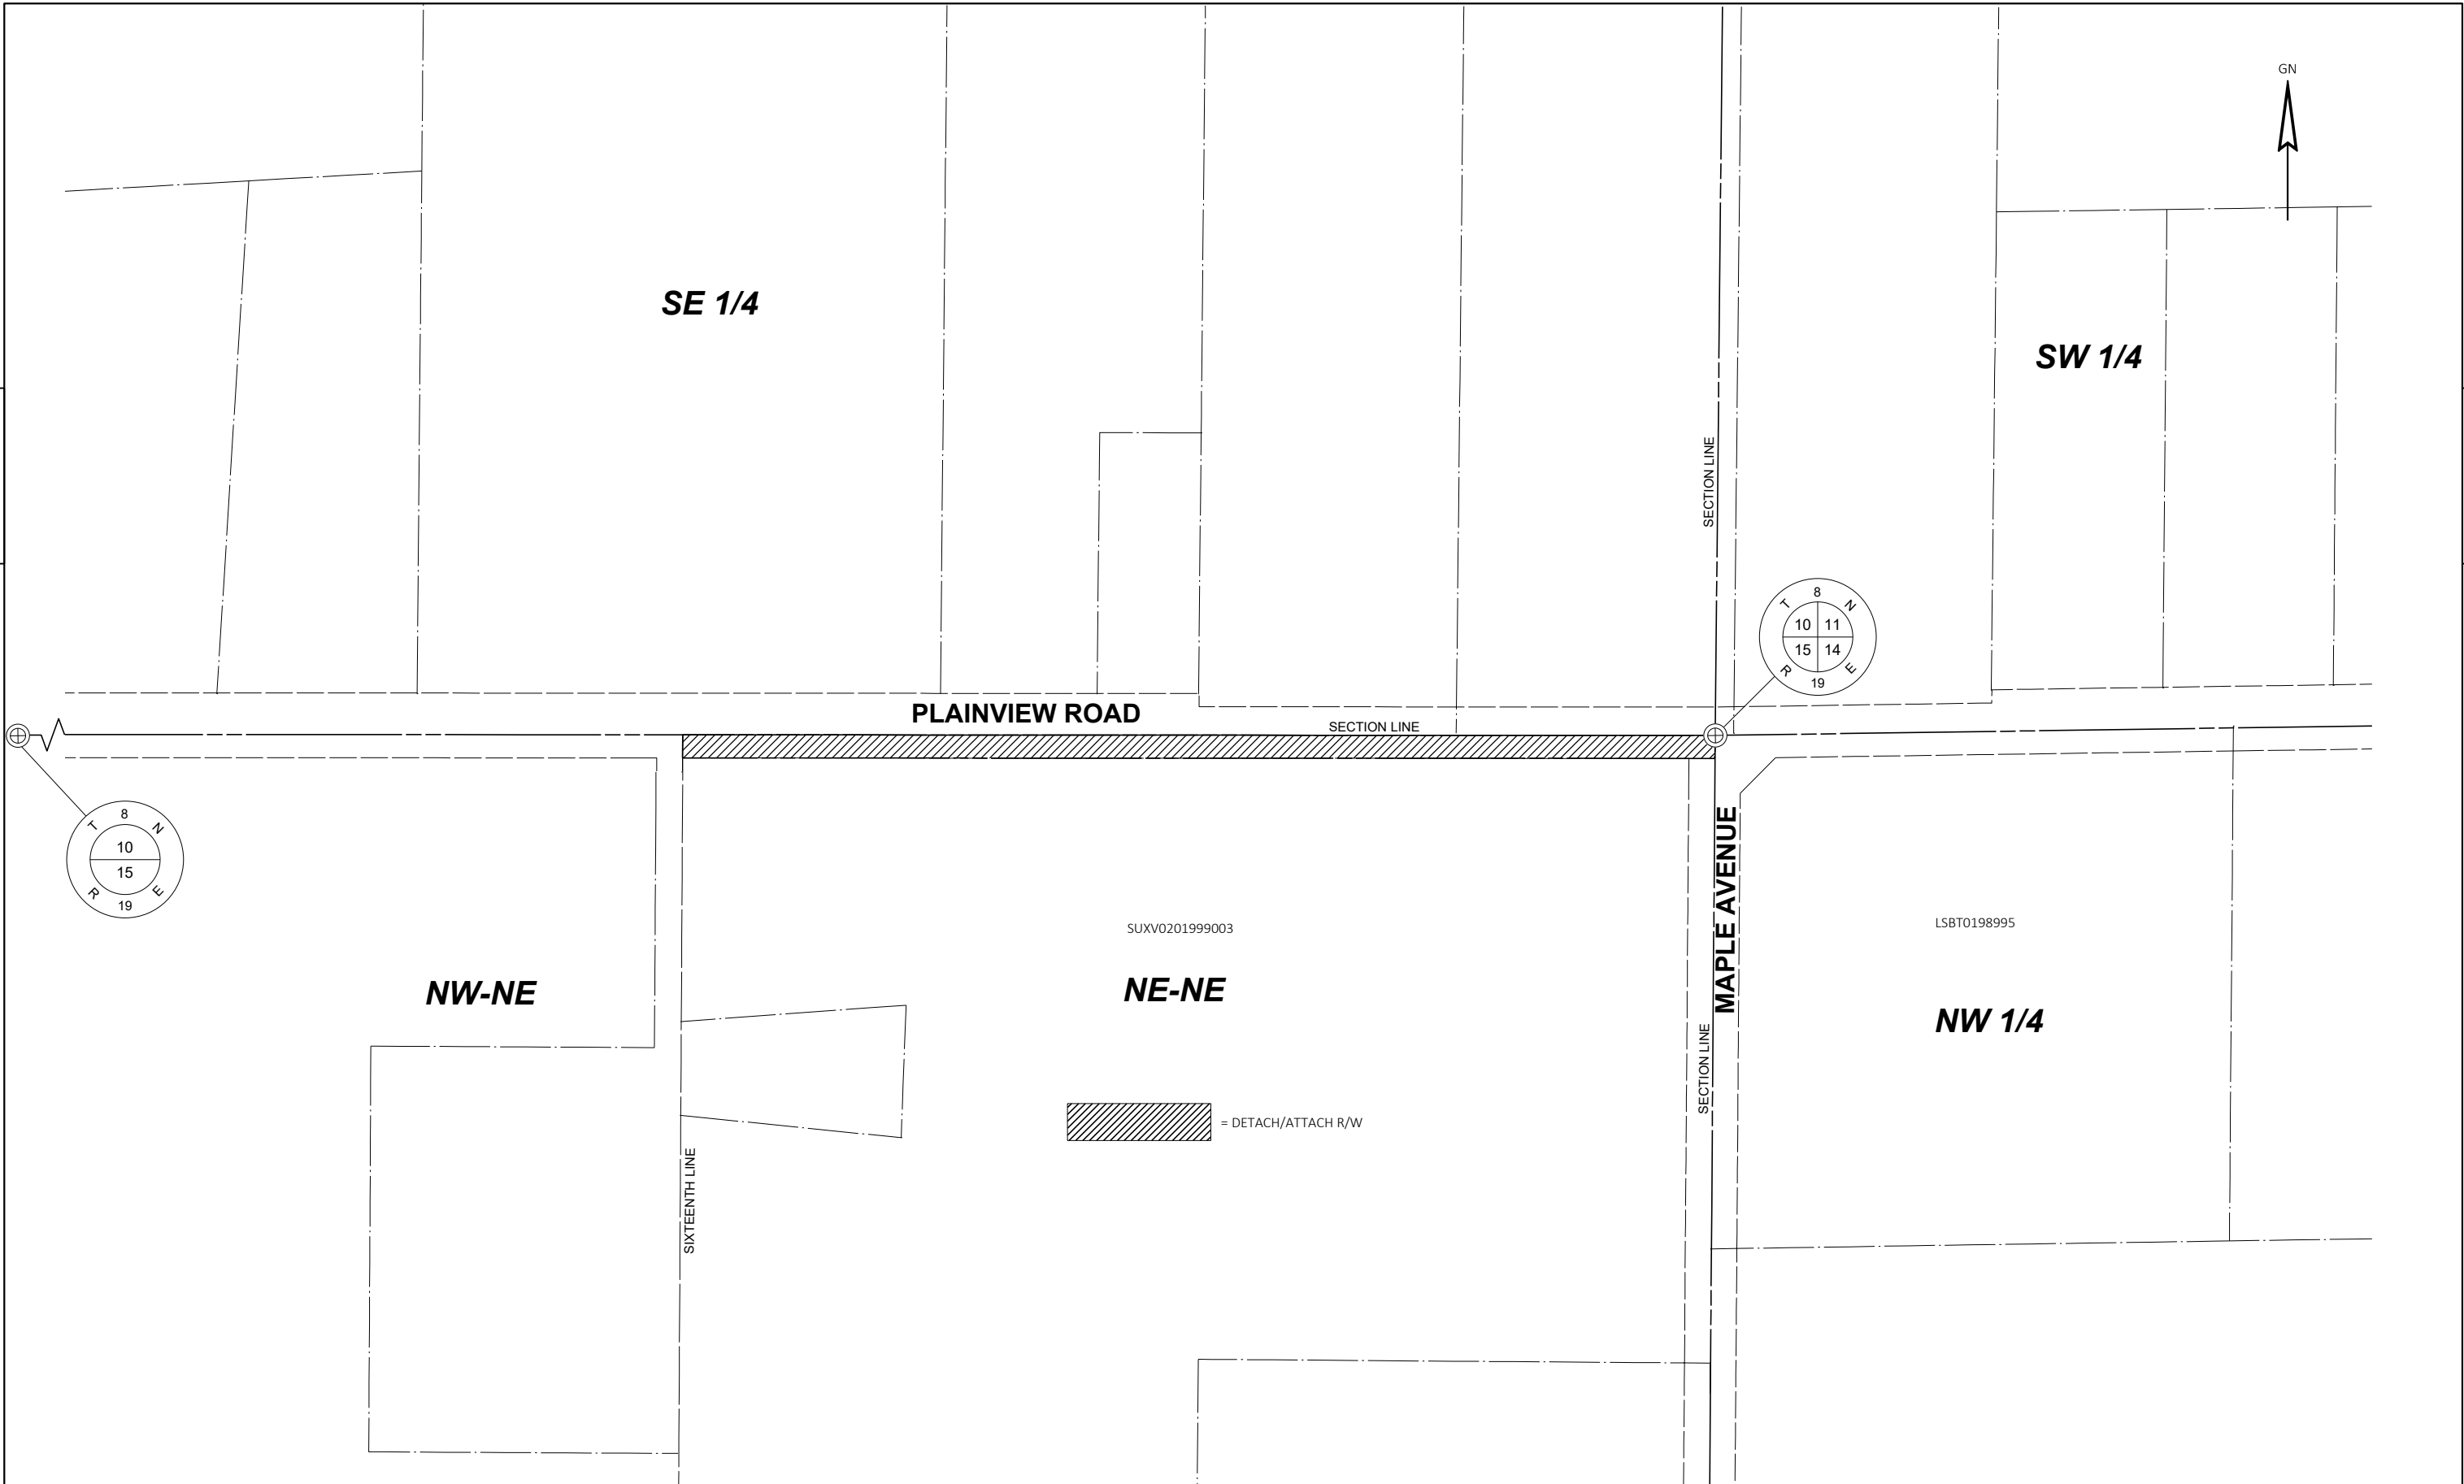 GN
SE 1/4
SW 1/4
SECTION LINE
T 8 N
10 11
15 14
R 19 E
PLAINVIEW ROAD
SECTION LINE
T 8 N
10
15
R 19 E
MAPLE AVENUE
SUXV0201999003
LSBT0198995
NW-NE
NE-NE
NW 1/4
SECTION LINE
= DETACH/ATTACH R/W
SIXTEENTH LINE